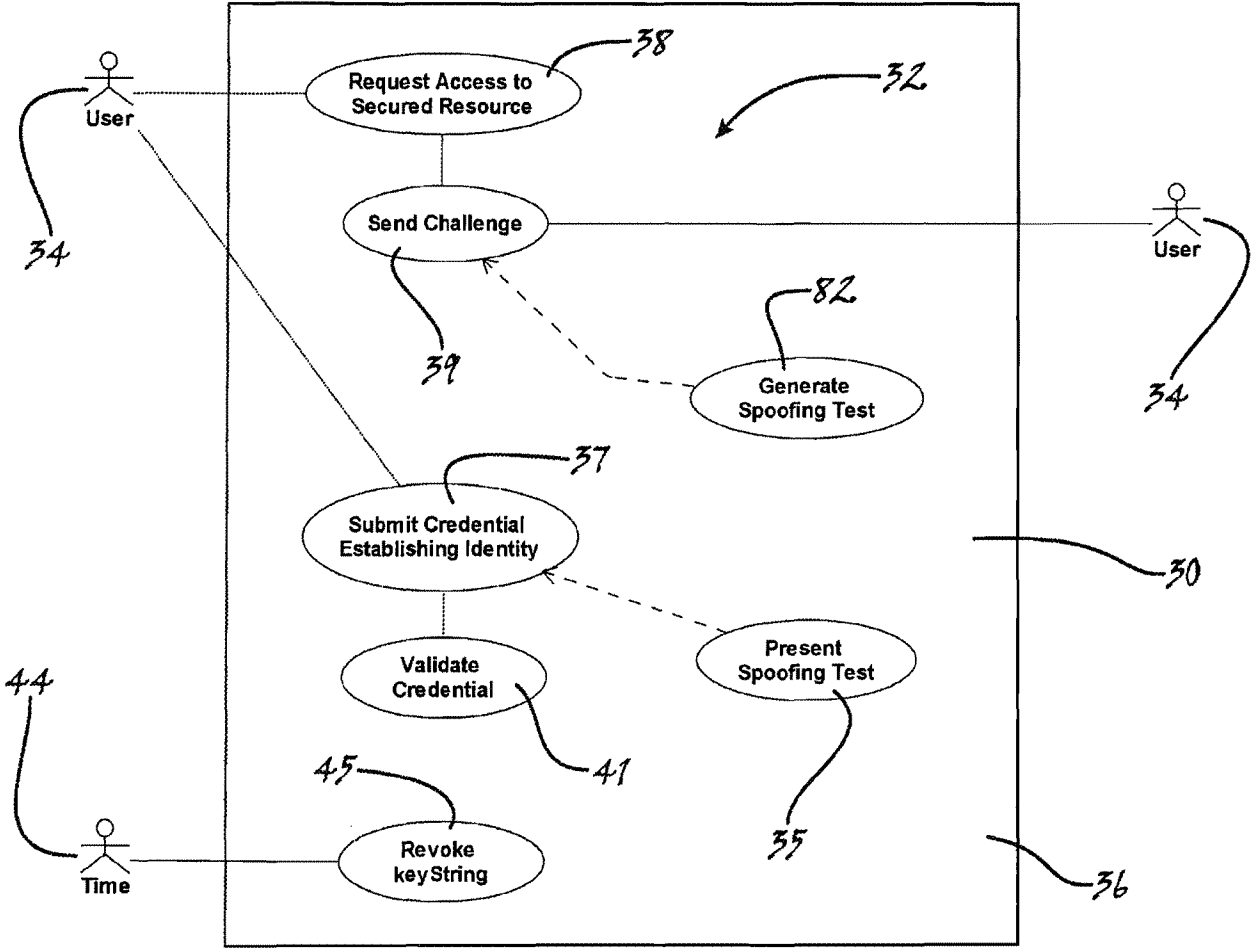 38
Request Access to
Secured Resource
32
User
34
Send Challenge
User
39
82
34
Generate
Spoofing Test
37
Submit Credential
Establishing Identity
30
Present
Spoofing Test
Validate
Credential
44
45
41
35
Revoke
keyString
Time
36